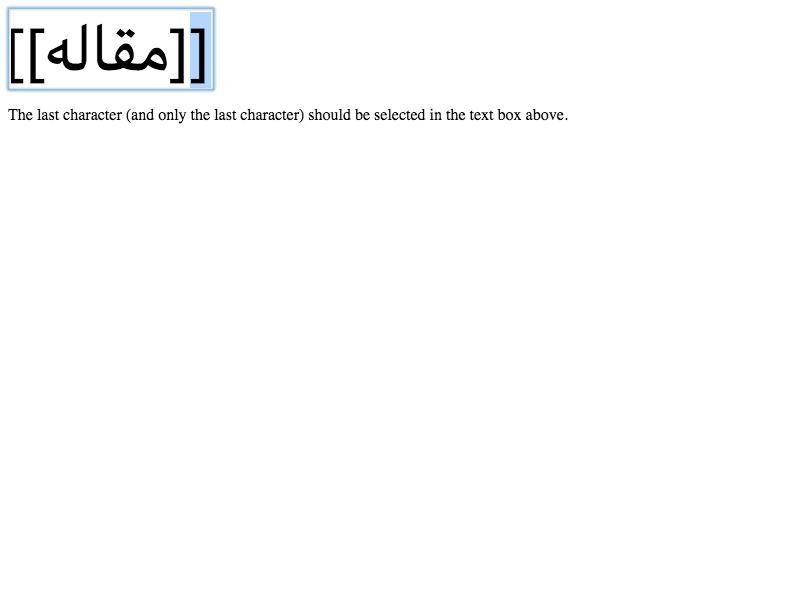 [[مقاله]]
The last character (and only the last character) should be selected in the text box above.